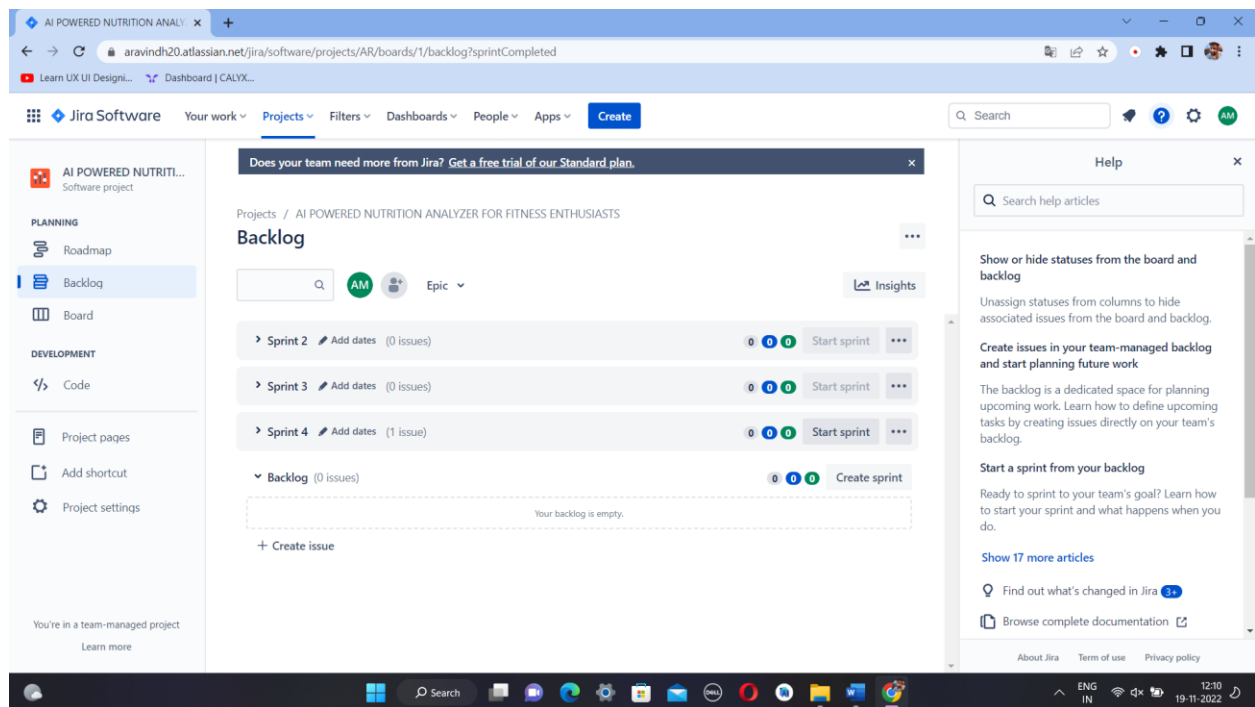 AI POWERED NUTRITION ANALY
aravindh20.atlassian.net/jira/software/projects/AR/boards/1/backlog?sprintCompleted
Learn UX UI Designi...
Dashboard | CALYX...
Jira Software
Your work
Projects
Filters
Dashboards
People
Apps
Create
Search
AM
AI POWERED NUTRITI...
Software project
PLANNING
Roadmap
Backlog
Board
DEVELOPMENT
Code
Project pages
Add shortcut
Project settings
You're in a team-managed project
Learn more
Does your team need more from Jira? Get a free trial of our Standard plan.
Projects / AI POWERED NUTRITION ANALYZER FOR FITNESS ENTHUSIASTS
Backlog
AM
Epic
Insights
Sprint 2 Add dates (0 issues) 0 0 0 Start sprint
Sprint 3 Add dates (0 issues) 0 0 0 Start sprint
Sprint 4 Add dates (1 issue) 0 0 0 Start sprint
Backlog (0 issues) 0 0 0 Create sprint
Your backlog is empty.
+ Create issue
Help
Search help articles
Show or hide statuses from the board and
backlog
Unassign statuses from columns to hide
associated issues from the board and backlog.
Create issues in your team-managed backlog
and start planning future work
The backlog is a dedicated space for planning
upcoming work. Learn how to define upcoming
tasks by creating issues directly on your team's
backlog.
Start a sprint from your backlog
Ready to sprint to your team's goal? Learn how
to start your sprint and what happens when you
do.
Show 17 more articles
Find out what's changed in Jira 3+
Browse complete documentation
About Jira Term of use Privacy policy
Search
DELL
ENG
IN
12:10
19-11-2022